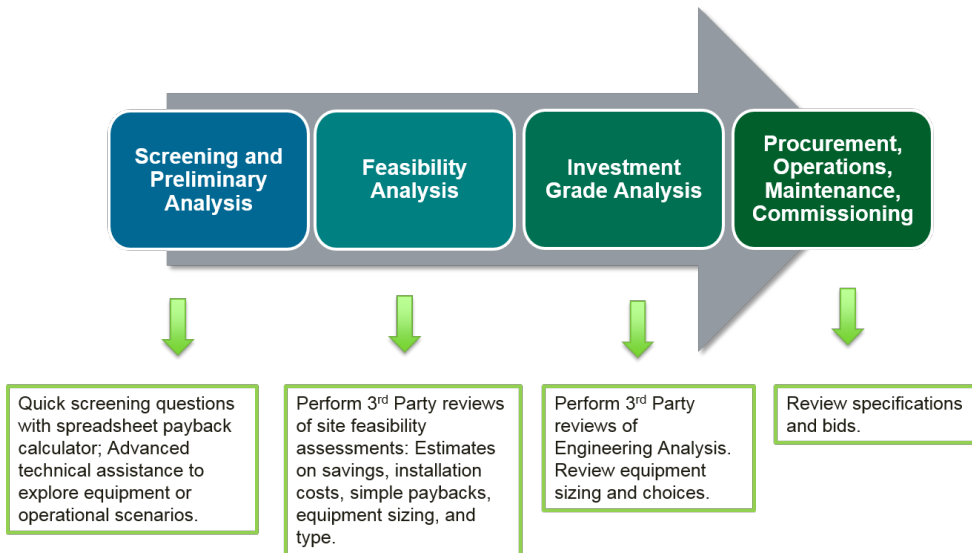 Screening and
Preliminary
Analysis
Feasibility
Analysis
Investment
Grade Analysis
Procurement,
Operations,
Maintenance,
Commissioning
Quick screening questions
with spreadsheet payback
calculator; Advanced
technical assistance to
explore equipment or
operational scenarios.
Perform 3rd Party reviews
of site feasibility
assessments: Estimates
on savings, installation
costs, simple paybacks,
equipment sizing, and
type.
Perform 3rd Party
reviews of
Engineering Analysis.
Review equipment
sizing and choices.
Review specifications
and bids.